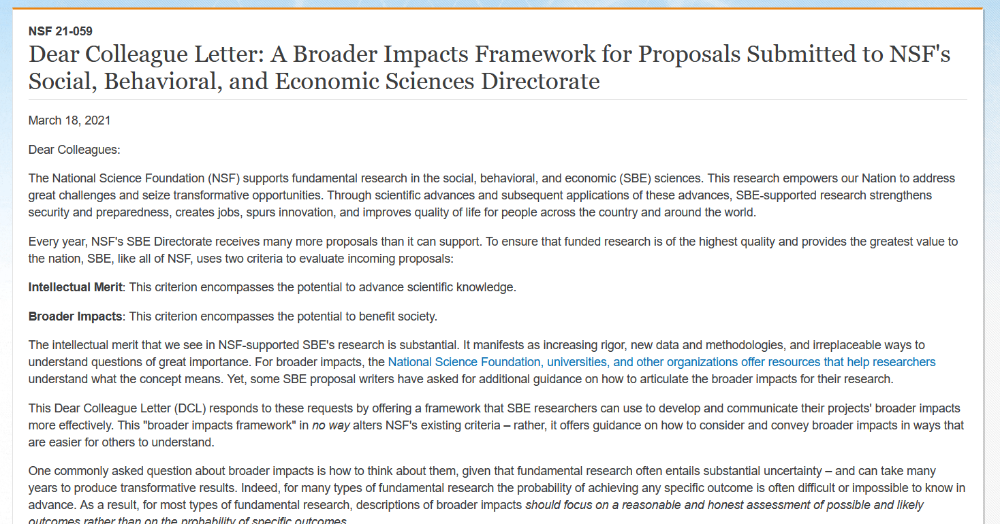 NSF 21-059
Dear Colleague Letter: A Broader Impacts Framework for Proposals Submitted to NSF's
Social, Behavioral, and Economic Sciences Directorate
March 18, 2021
Dear Colleagues:
The National Science Foundation (NSF) supports fundamental research in the social, behavioral, and economic (SBE) sciences. This research empowers our Nation to address
great challenges and seize transformative opportunities. Through scientific advances and subsequent applications of these advances, SBE-supported research strengthens
security and preparedness, creates jobs, spurs innovation, and improves quality of life for people across the country and around the world.
Every year, NSF's SBE Directorate receives many more proposals than it can support. To ensure that funded research is of the highest quality and provides the greatest value to
the nation, SBE, like all of NSF, uses two criteria to evaluate incoming proposals:
Intellectual Merit: This criterion encompasses the potential to advance scientific knowledge.
Broader Impacts: This criterion encompasses the potential to benefit society.
The intellectual merit that we see in NSF-supported SBE's research is substantial. It manifests as increasing rigor, new data and methodologies, and irreplaceable ways to
understand questions of great importance. For broader impacts, the National Science Foundation, universities, and other organizations offer resources that help researchers
understand what the concept means. Yet, some SBE proposal writers have asked for additional guidance on how to articulate the broader impacts for their research.
This Dear Colleague Letter (DCL) responds to these requests by offering a framework that SBE researchers can use to develop and communicate their projects' broader impacts
more effectively. This "broader impacts framework" in no way alters NSF's existing criteria – rather, it offers guidance on how to consider and convey broader impacts in ways that
are easier for others to understand.
One commonly asked question about broader impacts is how to think about them, given that fundamental research often entails substantial uncertainty – and can take many
years to produce transformative results. Indeed, for many types of fundamental research the probability of achieving any specific outcome is often difficult or impossible to know in
advance. As a result, for most types of fundamental research, descriptions of broader impacts should focus on a reasonable and honest assessment of possible and likely
outcomes rather than on the probability of specific outcomes.